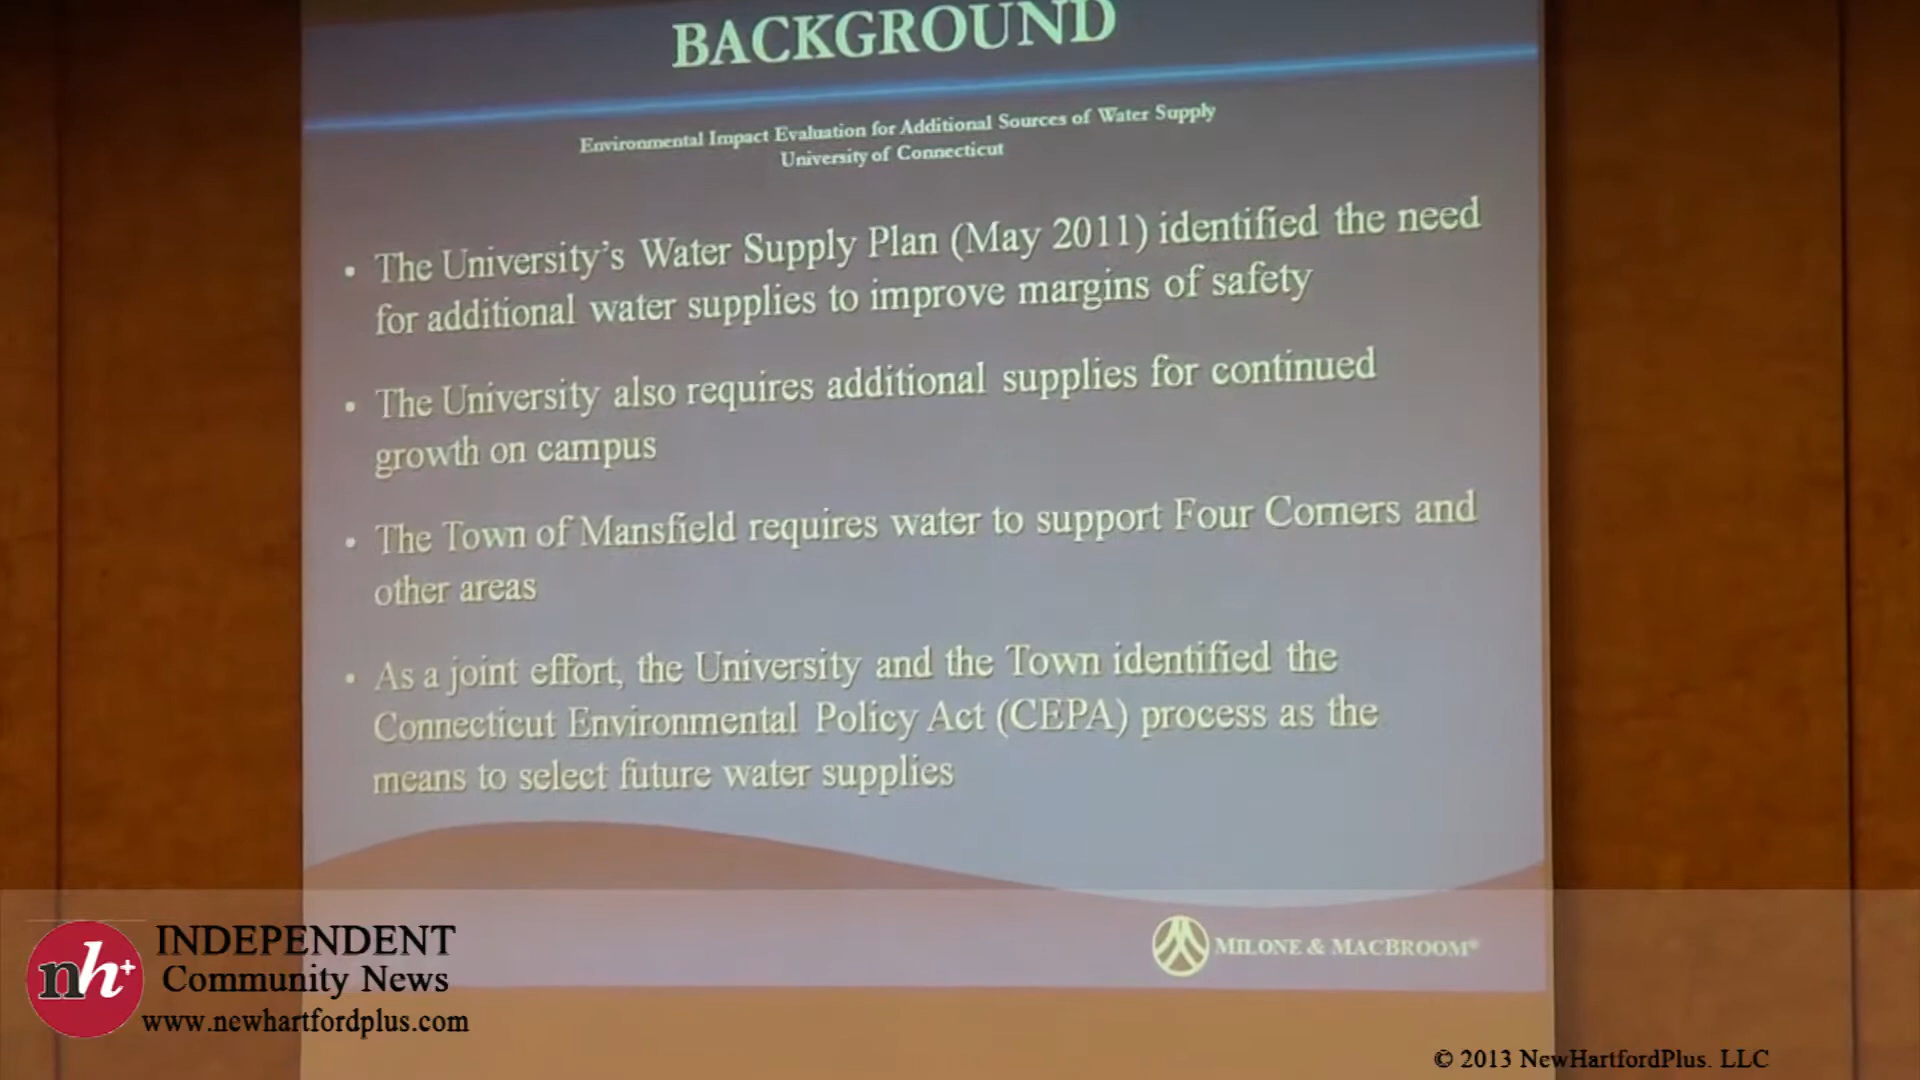 BACKGROUND
Environmental Impact Evaluation for Additional Sources of Water Supply
University of Connecticut
• The University's Water Supply Plan (May 2011) identified the need
for additional water supplies to improve margins of safety
• The University also requires additional supplies for continued
growth on campus
• The Town of Mansfield requires water to support Four Corners and
other areas
• As a joint effort, the University and the Town identified the
Connecticut Environmental Policy Act (CEPA) process as the
means to select future water supplies
MILONE & MACBROOM®
nh+
INDEPENDENT
Community News
www.newhartfordplus.com
© 2013 NewHartfordPlus. LLC